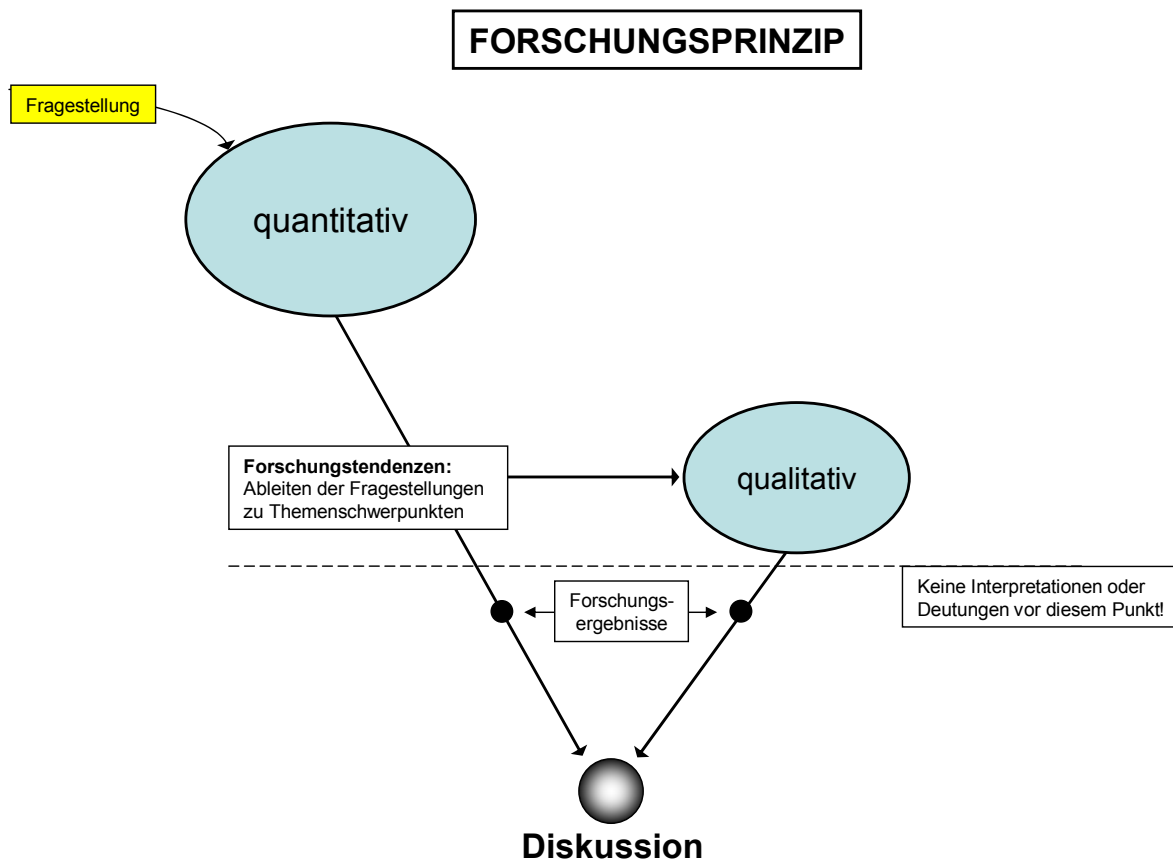 FORSCHUNGSPRINZIP
Fragestellung
quantitativ
Forschungstendenzen:
Ableiten der Fragestellungen
zu Themenschwerpunkten
qualitativ
Keine Interpretationen oder
Deutungen vor diesem Punkt!
Forschungs-
ergebnisse
Diskussion